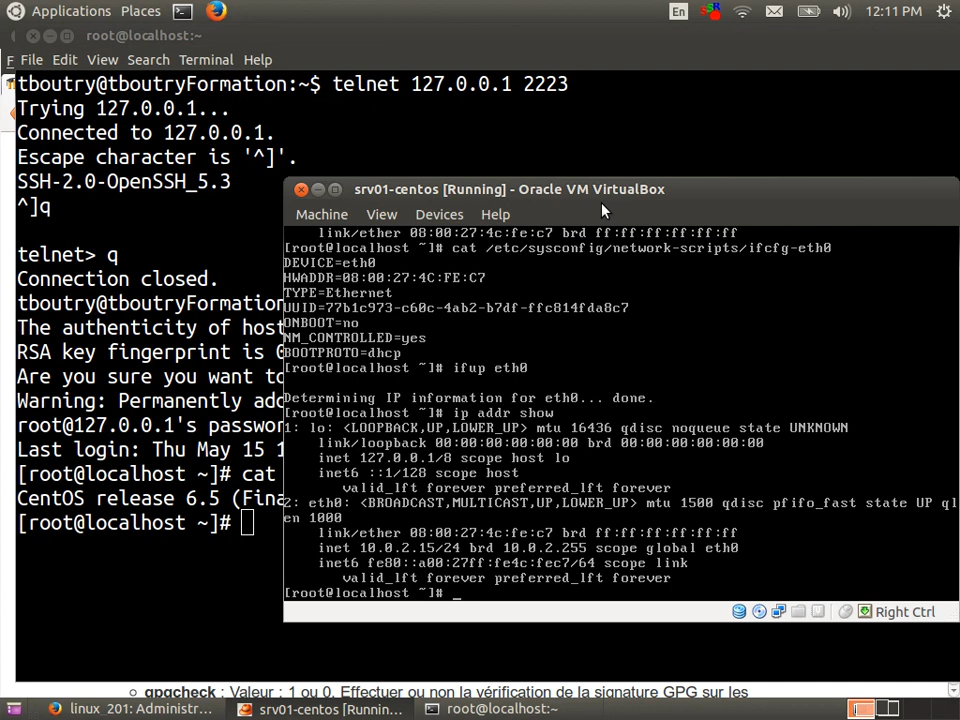 Applications Places En 12:11 PM
root@localhost:~
File Edit View Search Terminal Help
tboutry@tboutryFormation:~$ telnet 127.0.0.1 2223
Trying 127.0.0.1...
Connected to 127.0.0.1.
Escape character is '^]'.
SSH-2.0-OpenSSH_5.3
^]q
telnet> q
Connection closed.
tboutry@tboutryFormation
The authenticity of host
RSA key fingerprint is
Are you sure you want to
Warning: Permanently add
root@127.0.0.1's passwor
Last login: Thu May 15 1
[root@localhost ~]# cat
CentOS release 6.5 (Fina
[root@localhost ~]#
srv01-centos [Running] - Oracle VM VirtualBox
Machine View Devices Help
link/ether 08:00:27:4c:fe:c7 brd ff:ff:ff:ff:ff:ff
[root@localhost ~]# cat /etc/sysconfig/network-scripts/ifcfg-eth0
DEVICE=eth0
HWADDR=08:00:27:4C:FE:C7
TYPE=Ethernet
UUID=77b1c973-c60c-4ab2-b7df-ffc814fda8c7
ONBOOT=no
NM_CONTROLLED=yes
BOOTPROTO=dhcp
[root@localhost ~]# ifup eth0
Determining IP information for eth0... done.
[root@localhost ~]# ip addr show
1: lo: <LOOPBACK,UP,LOWER_UP> mtu 16436 qdisc noqueue state UNKNOWN
link/loopback 00:00:00:00:00:00 brd 00:00:00:00:00:00
inet 127.0.0.1/8 scope host lo
inet6 ::1/128 scope host
valid_lft forever preferred_lft forever
2: eth0: <BROADCAST,MULTICAST,UP,LOWER_UP> mtu 1500 qdisc pfifo_fast state UP ql
en 1000
link/ether 08:00:27:4c:fe:c7 brd ff:ff:ff:ff:ff:ff
inet 10.0.2.15/24 brd 10.0.2.255 scope global eth0
inet6 fe80::a00:27ff:fe4c:fec7/64 scope link
valid_lft forever preferred_lft forever
[root@localhost ~]# _
Right Ctrl
gpgcheck : Valeur : 1 ou 0. Effectuer ou non la vérification de la signature GPG sur les
linux_201: Administr... srv01-centos [Runnin... root@localhost:~